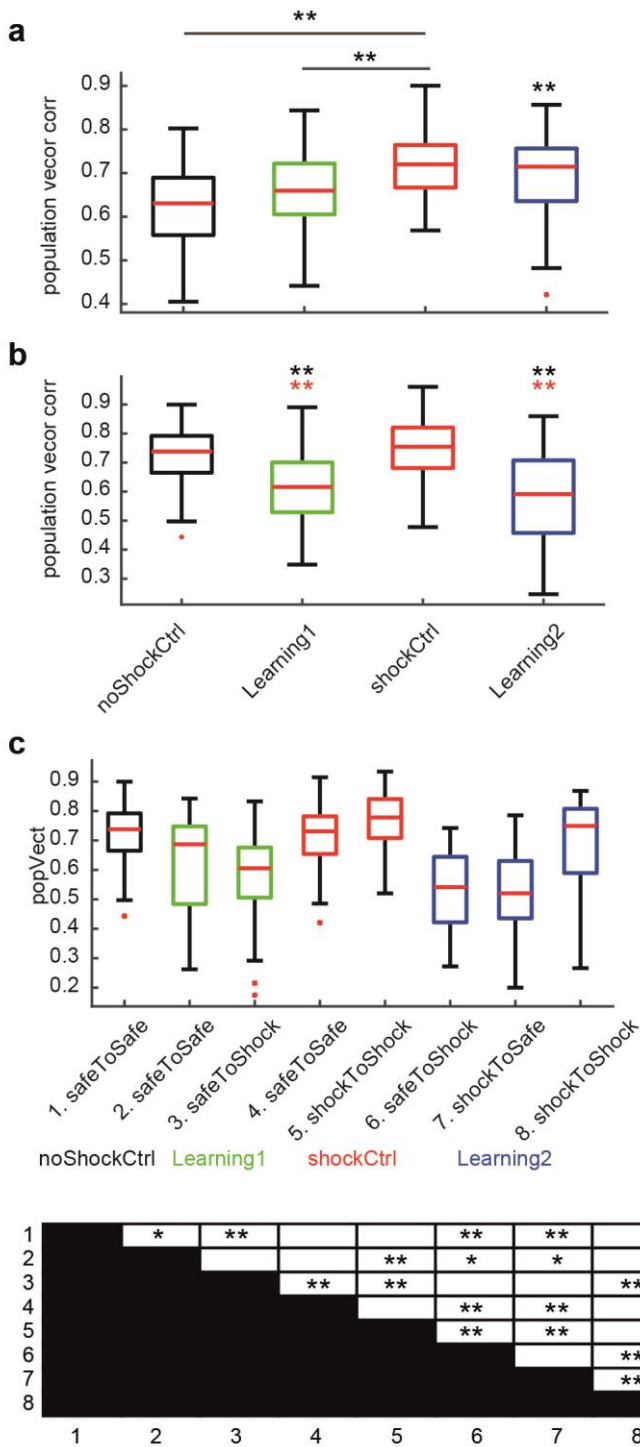 a
**
**
**
population vecor corr
0.9
0.8
0.7
0.6
0.5
0.4
b
** **
** **
population vecor corr
0.9
0.8
0.7
0.6
0.5
0.4
0.3
noShockCtrl Learning1 shockCtrl Learning2
c
popVect
0.9
0.8
0.7
0.6
0.5
0.4
0.3
0.2
1. safeToSafe 2. safeToSafe 3. safeToShock 4. safeToSafe 5. shockToShock 6. safeToShock 7. shockToSafe 8. shockToShock
noShockCtrl Learning1 shockCtrl Learning2
1 * ** ** **
2 ** * *
3 ** ** **
4 ** **
5 ** **
6 **
7 **
8
1 2 3 4 5 6 7 8